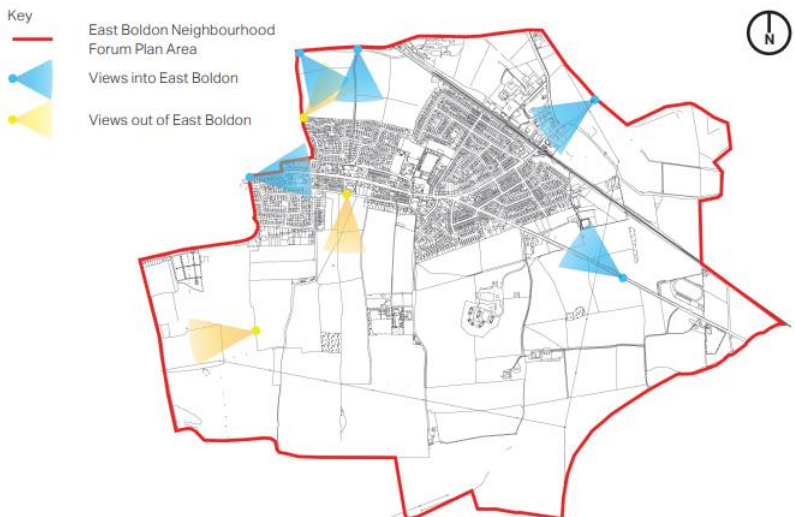 Key
East Boldon Neighbourhood
Forum Plan Area
Views into East Boldon
Views out of East Boldon
N